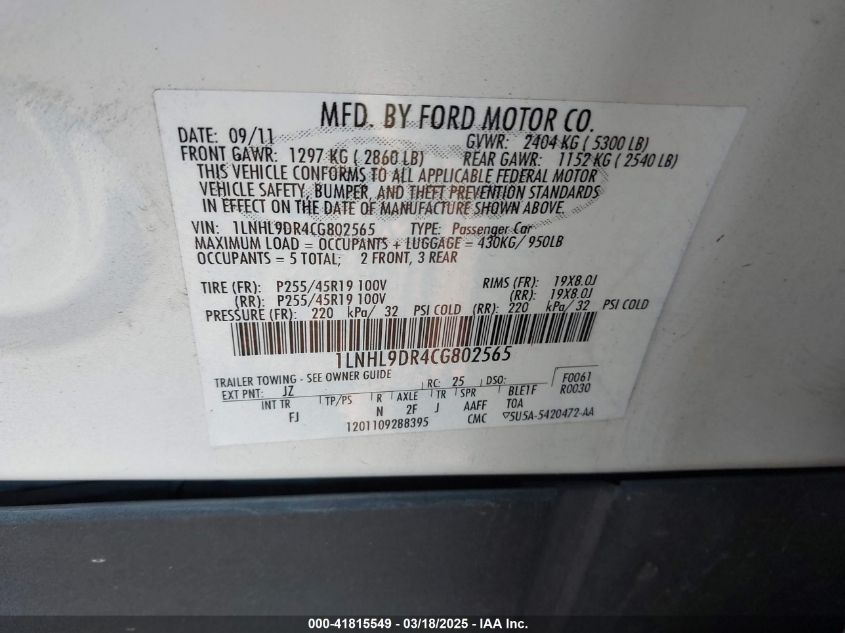 MFD. BY FORD MOTOR CO.
DATE: 09/11 GVWR: 2404 KG ( 5300 LB)
FRONT GAWR: 1297 KG ( 2860 LB) REAR GAWR: 1152 KG ( 2540 LB)
THIS VEHICLE CONFORMS TO ALL APPLICABLE FEDERAL MOTOR
VEHICLE SAFETY, BUMPER, AND THEFT PREVENTION STANDARDS
IN EFFECT ON THE DATE OF MANUFACTURE SHOWN ABOVE.
VIN: 1LNHL9DR4CG802565 TYPE: Passenger Car
MAXIMUM LOAD = OCCUPANTS + LUGGAGE = 430KG/ 950LB
OCCUPANTS = 5 TOTAL; 2 FRONT, 3 REAR
TIRE (FR): P255/45R19 100V RIMS (FR): 19X8.0J
(RR): P255/45R19 100V (RR): 19X8.0J
PRESSURE (FR): 220 kPa/ 32 PSI COLD (RR): 220 kPa/ 32 PSI COLD
1LNHL9DR4CG802565
TRAILER TOWING - SEE OWNER GUIDE
EXT PNT: JZ RC: 25 DSO: F0061
INT TR TP/PS R AXLE TR SPR BLE1F R0030
FJ N 2F J AAFF TOA
1201109288395 CMC ▽5U5A-5420472-AA
000-41815549 | 03/18/2025 - IAA Inc.